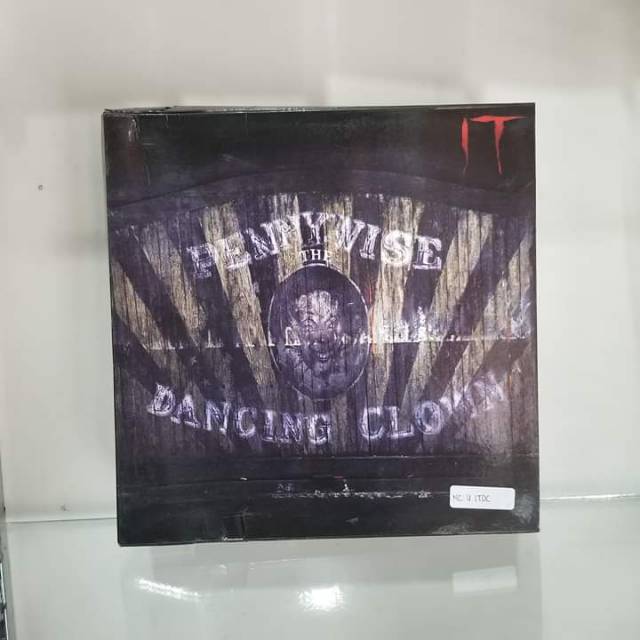 IT
PENNYWISE
THE
DANCING CLOWN